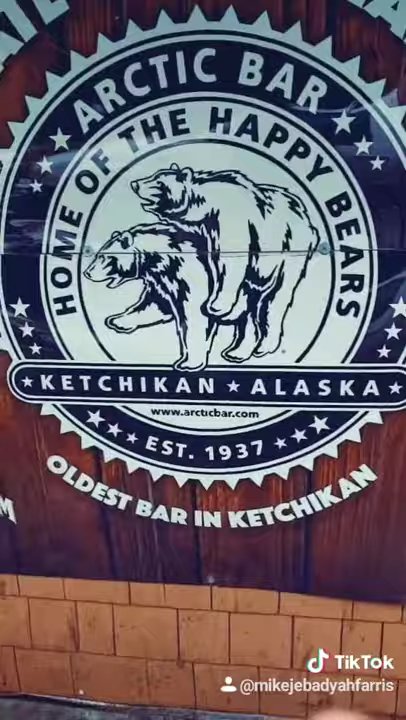 ARCTIC BAR
HOME OF THE HAPPY BEARS
KETCHIKAN ★ ALASKA
www.arcticbar.com
EST. 1937
OLDEST BAR IN KETCHIKAN
TikTok
@mikejebadyahfarris